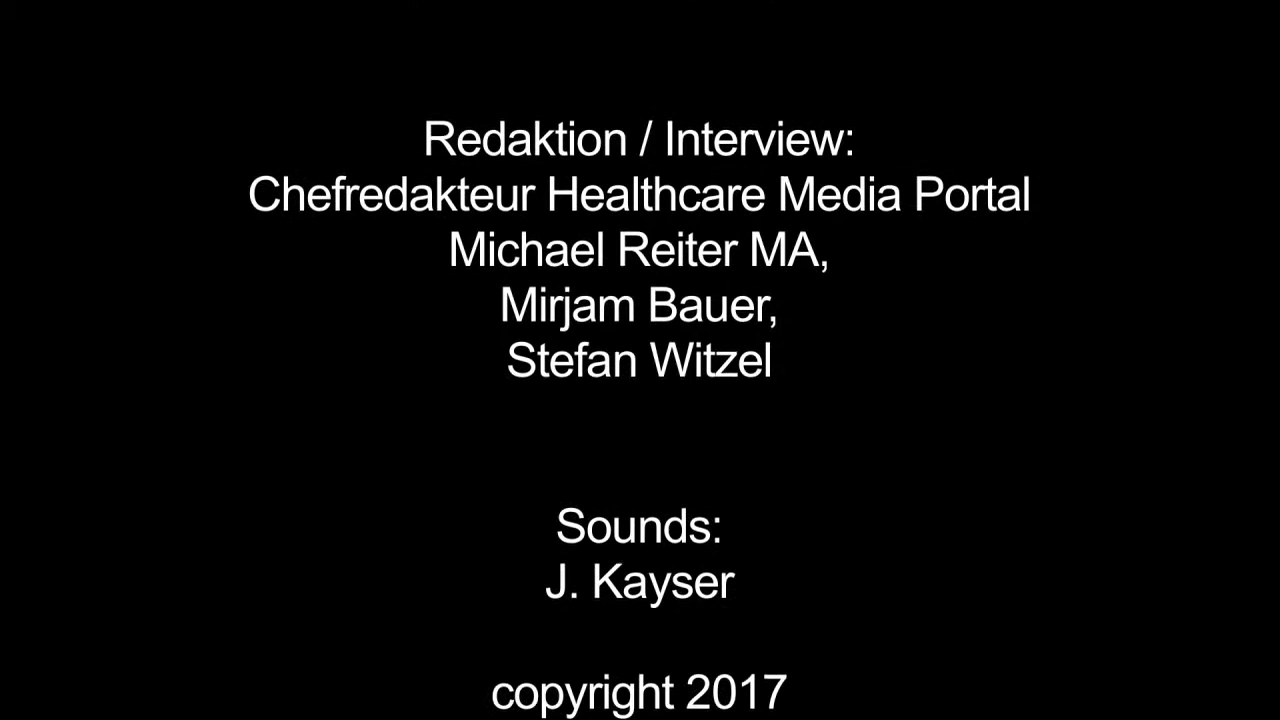 Redaktion / Interview:
Chefredakteur Healthcare Media Portal
Michael Reiter MA,
Mirjam Bauer,
Stefan Witzel
Sounds:
J. Kayser
copyright 2017